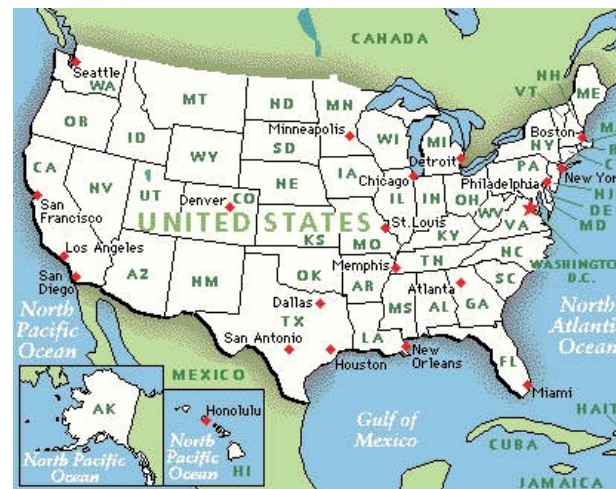 CANADA
NH
VT
ME
Seattle
WA
MT
ND
MN
OR
ID
Minneapolis
WI
MI
NY
Boston
SD
WY
Detroit
PA
New York
CA
NV
UT
IA
Chicago
Philadelphia
NJ
NE
IL
IN
OH
DE
Denver
CO
WV
MD
San
Francisco
UNITED STATES
St.Louis
VA
KS
MO
KY
Los Angeles
NC
WASHINGTON
D.C.
San
Diego
AZ
NM
OK
Memphis
TN
AR
SC
Atlanta
North
Pacific
Ocean
Dallas
TX
MS
AL
GA
North
Atlantic
Ocean
San Antonio
LA
Houston
New
Orleans
FL
MEXICO
Miami
AK
Honolulu
Gulf of
Mexico
North
Pacific
Ocean
HI
North Pacific
Ocean
CUBA
HAIT
JAMAICA